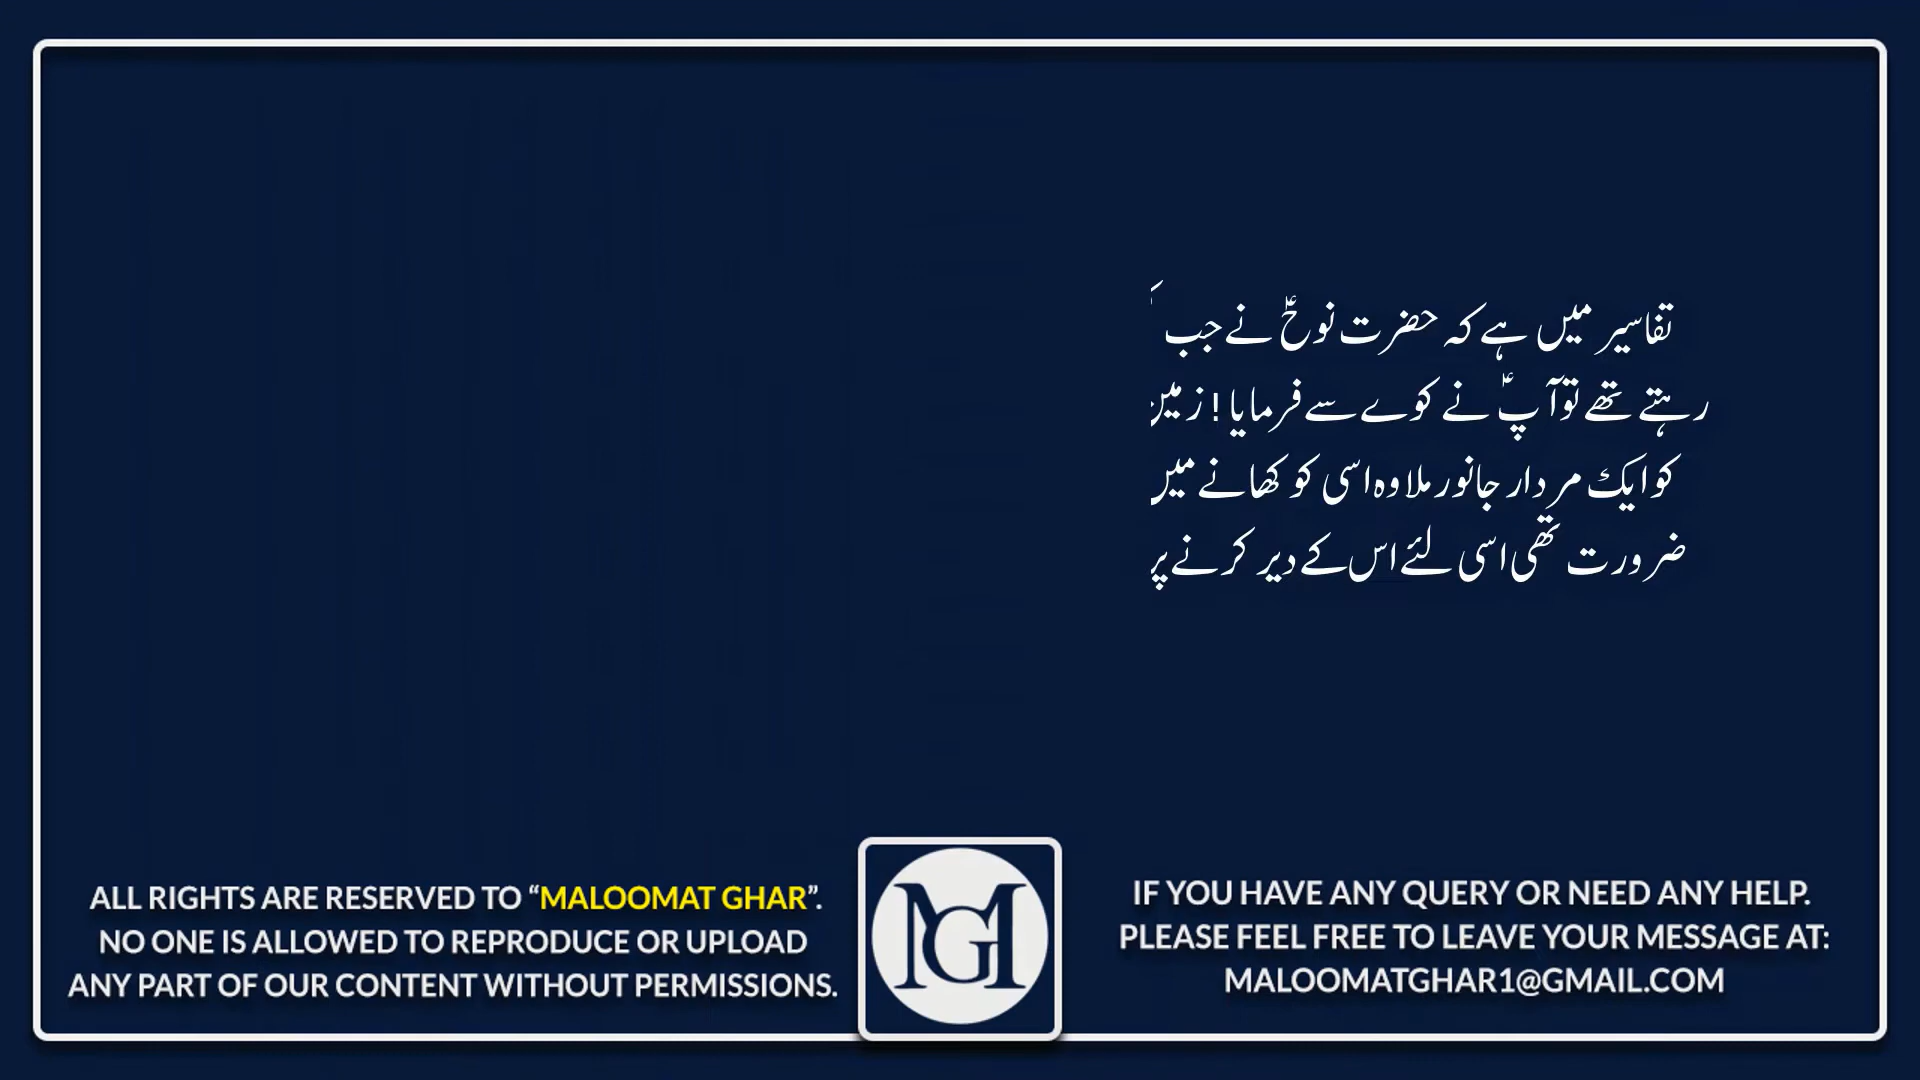 تفاسیر میں ہے کہ حضرت نوحؑ نے جب
رہتے تھے تو آپؑ نے کوے سے فرمایا! زمین
کو ایک مردار جانور ملا وہ اسی کو کھانے میں
ضرورت تھی اسی لئے اس کے دیر کرنے پر
ALL RIGHTS ARE RESERVED TO “MALOOMAT GHAR”.
NO ONE IS ALLOWED TO REPRODUCE OR UPLOAD
ANY PART OF OUR CONTENT WITHOUT PERMISSIONS.
MG
IF YOU HAVE ANY QUERY OR NEED ANY HELP.
PLEASE FEEL FREE TO LEAVE YOUR MESSAGE AT:
MALOOMATGHAR1@GMAIL.COM